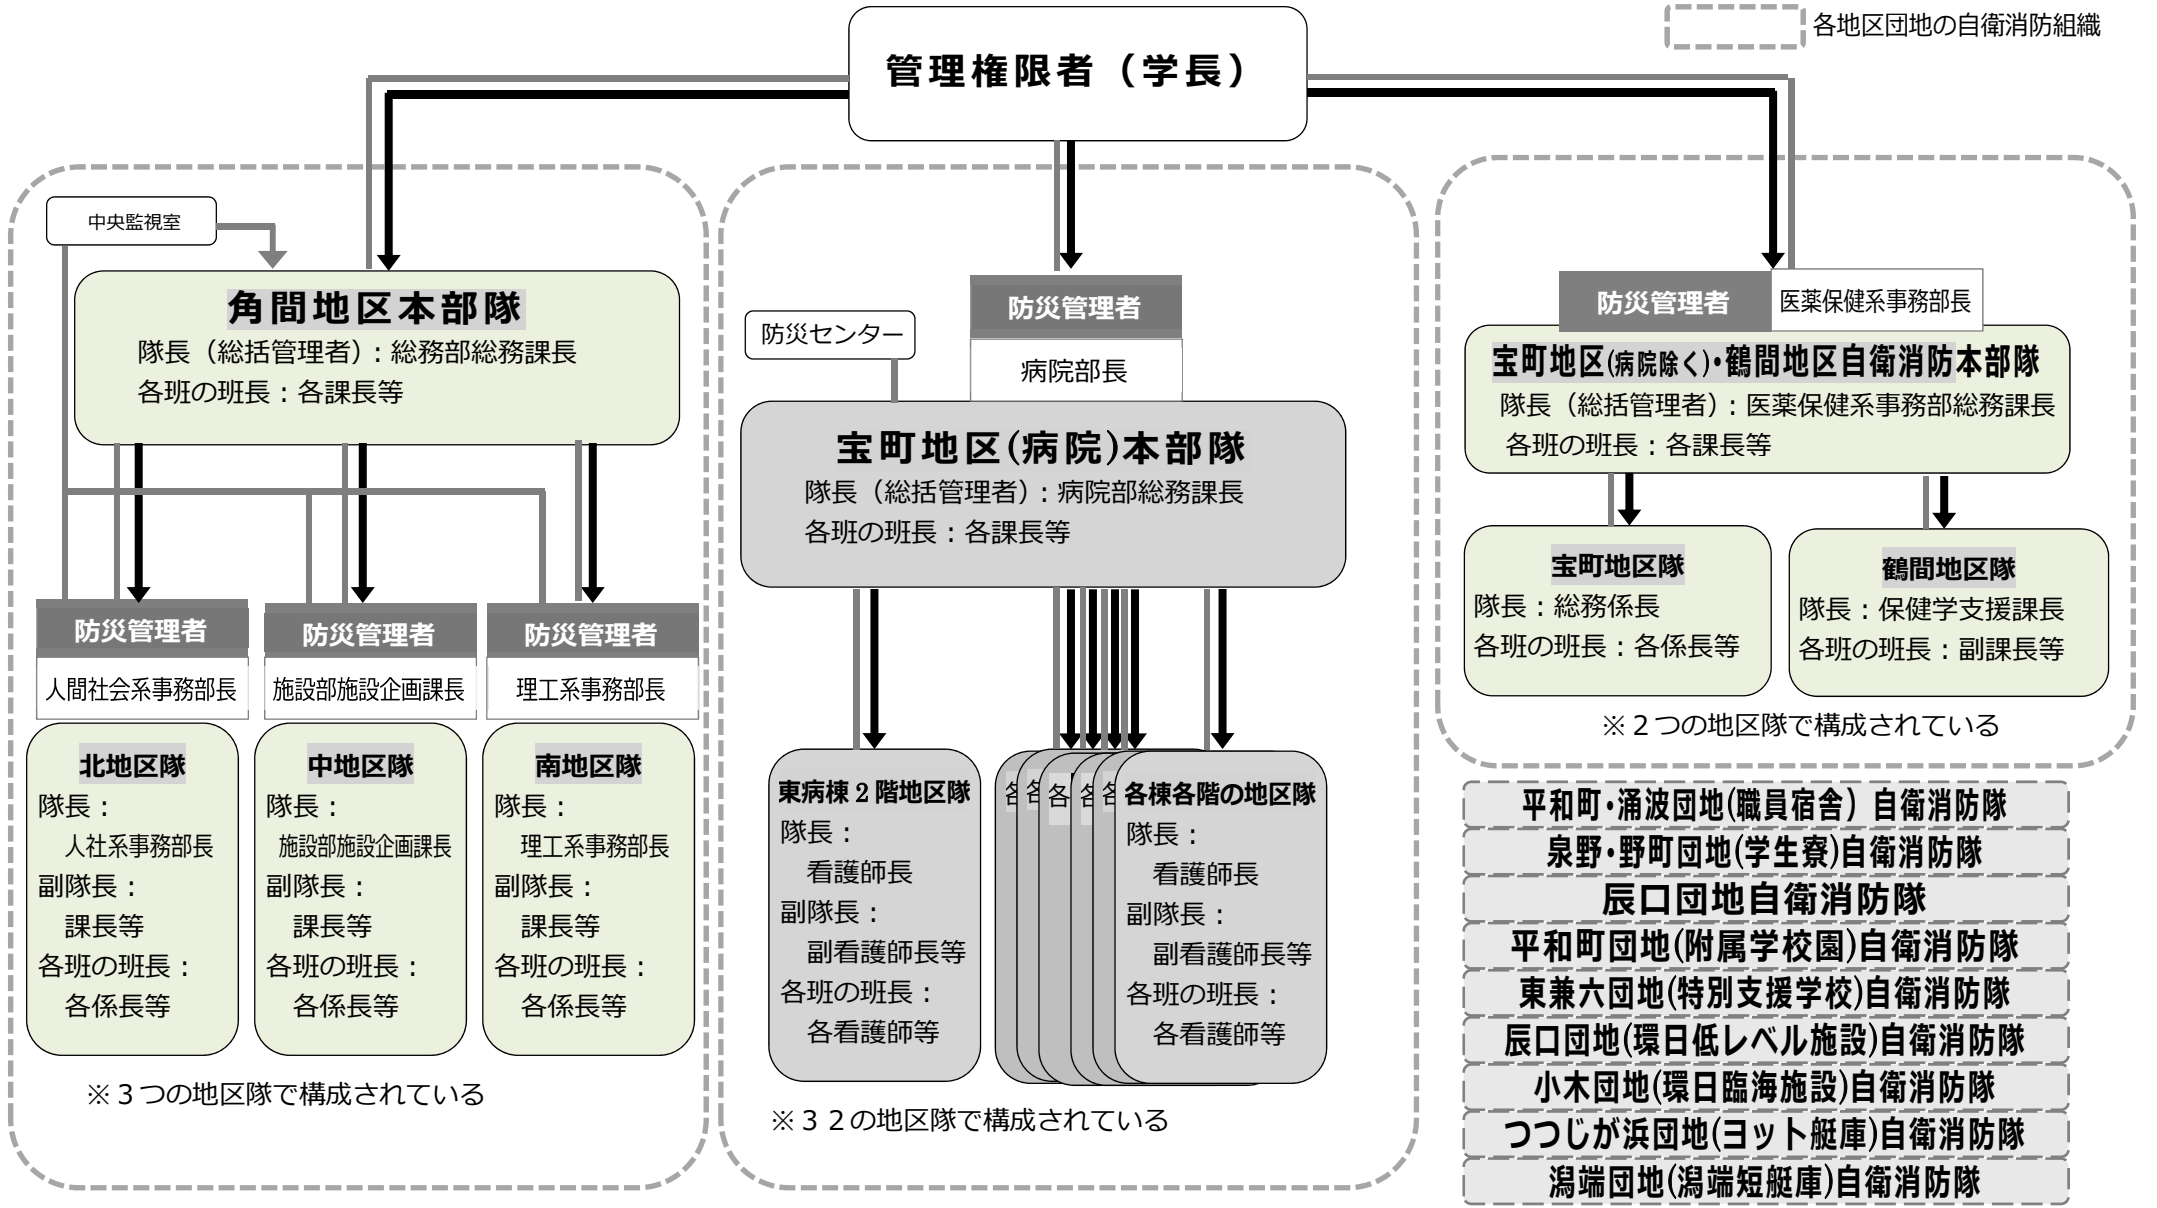 各地区団地の自衛消防組織
管理権限者（学長）
中央監視室
角間地区本部隊
隊長（総括管理者）：総務部総務課長
各班の班長：各課長等
防災管理者
人間社会系事務部長
防災管理者
施設部施設企画課長
防災管理者
理工系事務部長
北地区隊
隊長：
人社系事務部長
副隊長：
課長等
各班の班長：
各係長等
中地区隊
隊長：
施設部施設企画課長
副隊長：
課長等
各班の班長：
各係長等
南地区隊
隊長：
理工系事務部長
副隊長：
課長等
各班の班長：
各係長等
※３つの地区隊で構成されている
防災センター
防災管理者
病院部長
宝町地区(病院)本部隊
隊長（総括管理者）：病院部総務課長
各班の班長：各課長等
東病棟２階地区隊
隊長：
看護師長
副隊長：
副看護師長等
各班の班長：
各看護師等
各
各
各
各
各
各棟各階の地区隊
隊長：
看護師長
副隊長：
副看護師長等
各班の班長：
各看護師等
※３２の地区隊で構成されている
防災管理者
医薬保健系事務部長
宝町地区(病院除く)・鶴間地区自衛消防本部隊
隊長（総括管理者）：医薬保健系事務部総務課長
各班の班長：各課長等
宝町地区隊
隊長：総務係長
各班の班長：各係長等
鶴間地区隊
隊長：保健学支援課長
各班の班長：副課長等
※２つの地区隊で構成されている
平和町・涌波団地(職員宿舎）自衛消防隊
泉野・野町団地(学生寮)自衛消防隊
辰口団地自衛消防隊
平和町団地(附属学校園)自衛消防隊
東兼六団地(特別支援学校)自衛消防隊
辰口団地(環日低レベル施設)自衛消防隊
小木団地(環日臨海施設)自衛消防隊
つつじが浜団地(ヨット艇庫)自衛消防隊
潟端団地(潟端短艇庫)自衛消防隊